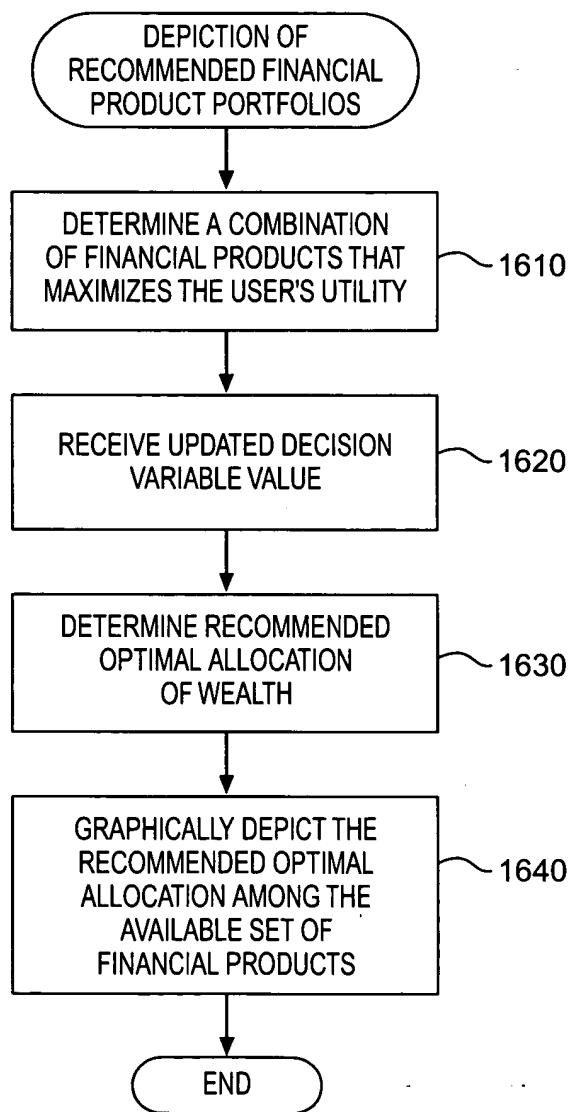 DEPICTION OF
RECOMMENDED FINANCIAL
PRODUCT PORTFOLIOS
DETERMINE A COMBINATION
OF FINANCIAL PRODUCTS THAT
MAXIMIZES THE USER'S UTILITY
1610
RECEIVE UPDATED DECISION
VARIABLE VALUE
1620
DETERMINE RECOMMENDED
OPTIMAL ALLOCATION
OF WEALTH
1630
GRAPHICALLY DEPICT THE
RECOMMENDED OPTIMAL
ALLOCATION AMONG THE
AVAILABLE SET OF
FINANCIAL PRODUCTS
1640
END